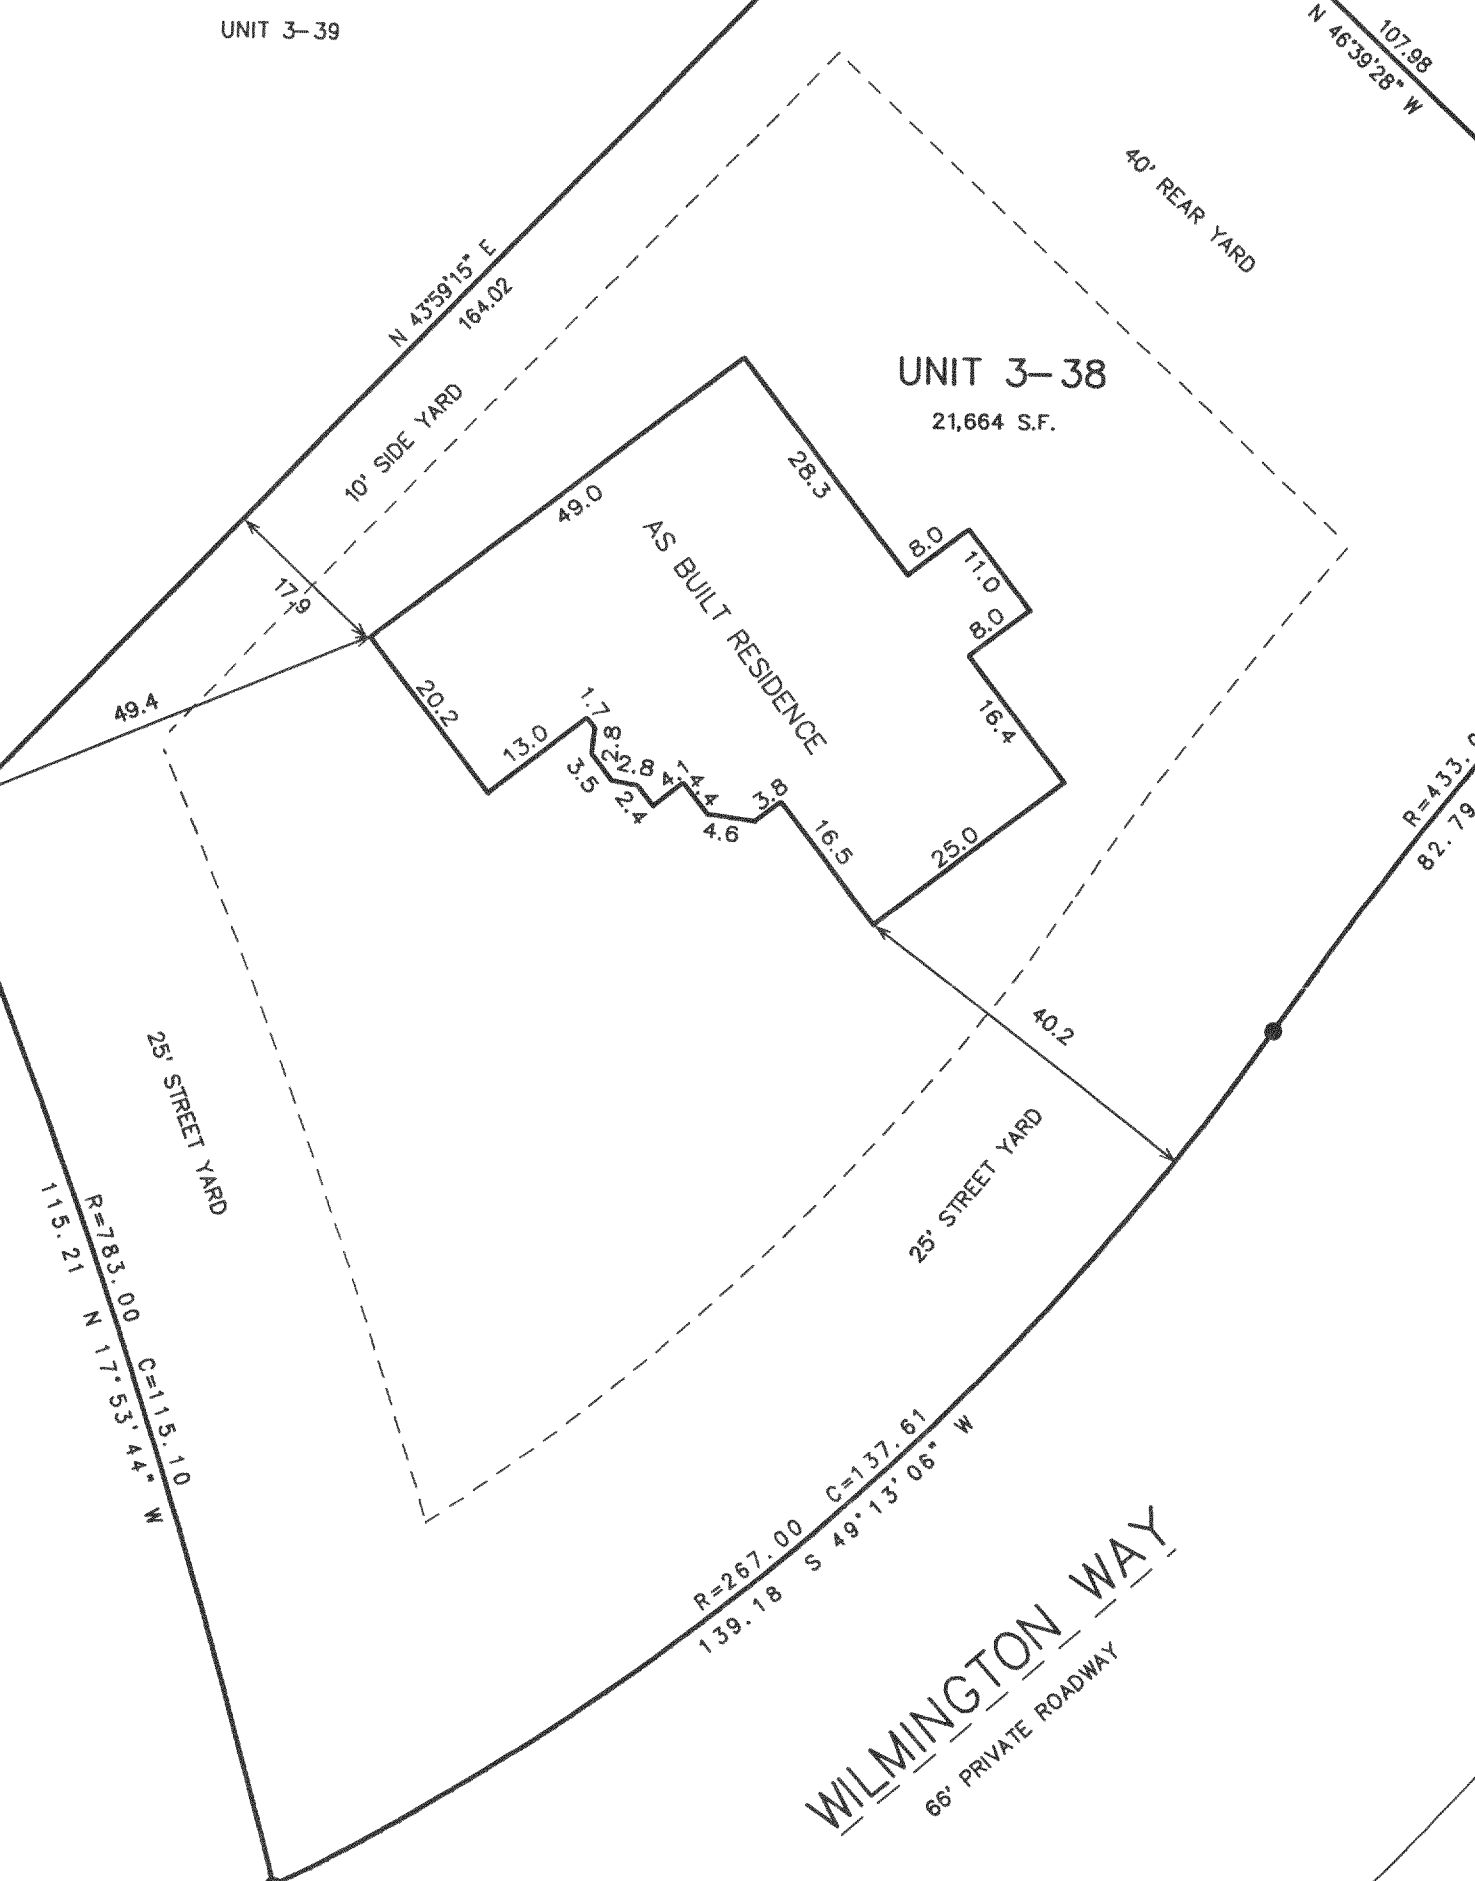 UNIT 3-39
107.98
N 46°39'28" W
40' REAR YARD
N 43°59'15" E
164.02
UNIT 3-38
21,664 S.F.
10' SIDE YARD
28.3
49.0
AS BUILT RESIDENCE
8.0
11.0
8.0
17.9
49.4
20.2
13.0
1.7
2.8
3.5
2.8
2.4
4.1
4.4
4.6
3.8
16.5
16.4
25.0
R=433.
82.79
40.2
25' STREET YARD
25' STREET YARD
R=783.00 C=115.10
115.21 N 17°53'44" W
R=267.00 C=137.61
139.18 S 49°13'06" W
WILMINGTON WAY
66' PRIVATE ROADWAY